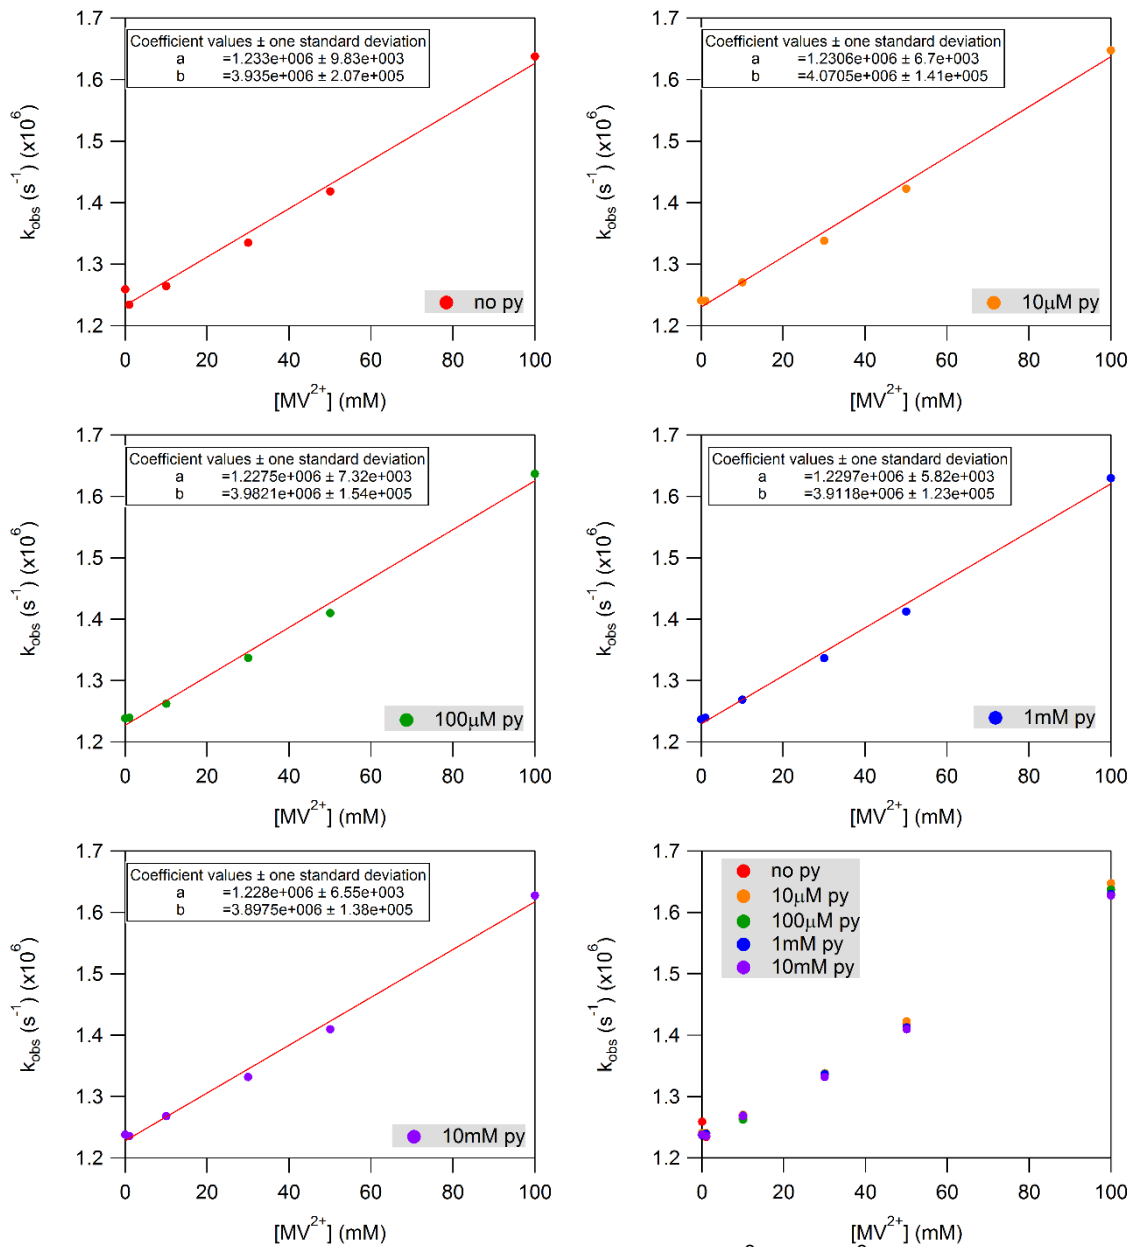 1.7
1.6
1.5
1.4
1.3
1.2
k_obs (s⁻¹) (x10⁶)
Coefficient values ± one standard deviation
a =1.233e+006 ± 9.83e+003
b =3.935e+006 ± 2.07e+005
no py
0 20 40 60 80 100
[MV²⁺] (mM)
1.7
1.6
1.5
1.4
1.3
1.2
k_obs (s⁻¹) (x10⁶)
Coefficient values ± one standard deviation
a =1.2306e+006 ± 6.7e+003
b =4.0705e+006 ± 1.41e+005
10µM py
0 20 40 60 80 100
[MV²⁺] (mM)
1.7
1.6
1.5
1.4
1.3
1.2
k_obs (s⁻¹) (x10⁶)
Coefficient values ± one standard deviation
a =1.2275e+006 ± 7.32e+003
b =3.9821e+006 ± 1.54e+005
100µM py
0 20 40 60 80 100
[MV²⁺] (mM)
1.7
1.6
1.5
1.4
1.3
1.2
k_obs (s⁻¹) (x10⁶)
Coefficient values ± one standard deviation
a =1.2297e+006 ± 5.82e+003
b =3.9118e+006 ± 1.23e+005
1mM py
0 20 40 60 80 100
[MV²⁺] (mM)
1.7
1.6
1.5
1.4
1.3
1.2
k_obs (s⁻¹) (x10⁶)
Coefficient values ± one standard deviation
a =1.228e+006 ± 6.55e+003
b =3.8975e+006 ± 1.38e+005
10mM py
0 20 40 60 80 100
[MV²⁺] (mM)
1.7
1.6
1.5
1.4
1.3
1.2
k_obs (s⁻¹) (x10⁶)
no py
10µM py
100µM py
1mM py
10mM py
0 20 40 60 80 100
[MV²⁺] (mM)